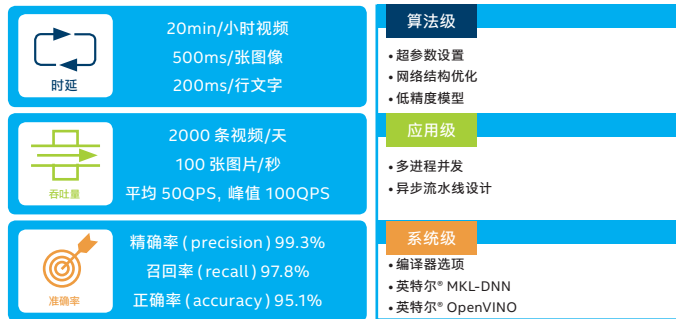 20min/小时视频
500ms/张图像
200ms/行文字
时延
2000 条视频/天
100 张图片/秒
平均 50QPS, 峰值 100QPS
吞吐量
精确率 ( precision ) 99.3%
召回率 ( recall ) 97.8%
正确率 ( accuracy ) 95.1%
准确率
算法级
• 超参数设置
• 网络结构优化
• 低精度模型
应用级
• 多进程并发
• 异步流水线设计
系统级
• 编译器选项
• 英特尔® MKL-DNN
• 英特尔® OpenVINO